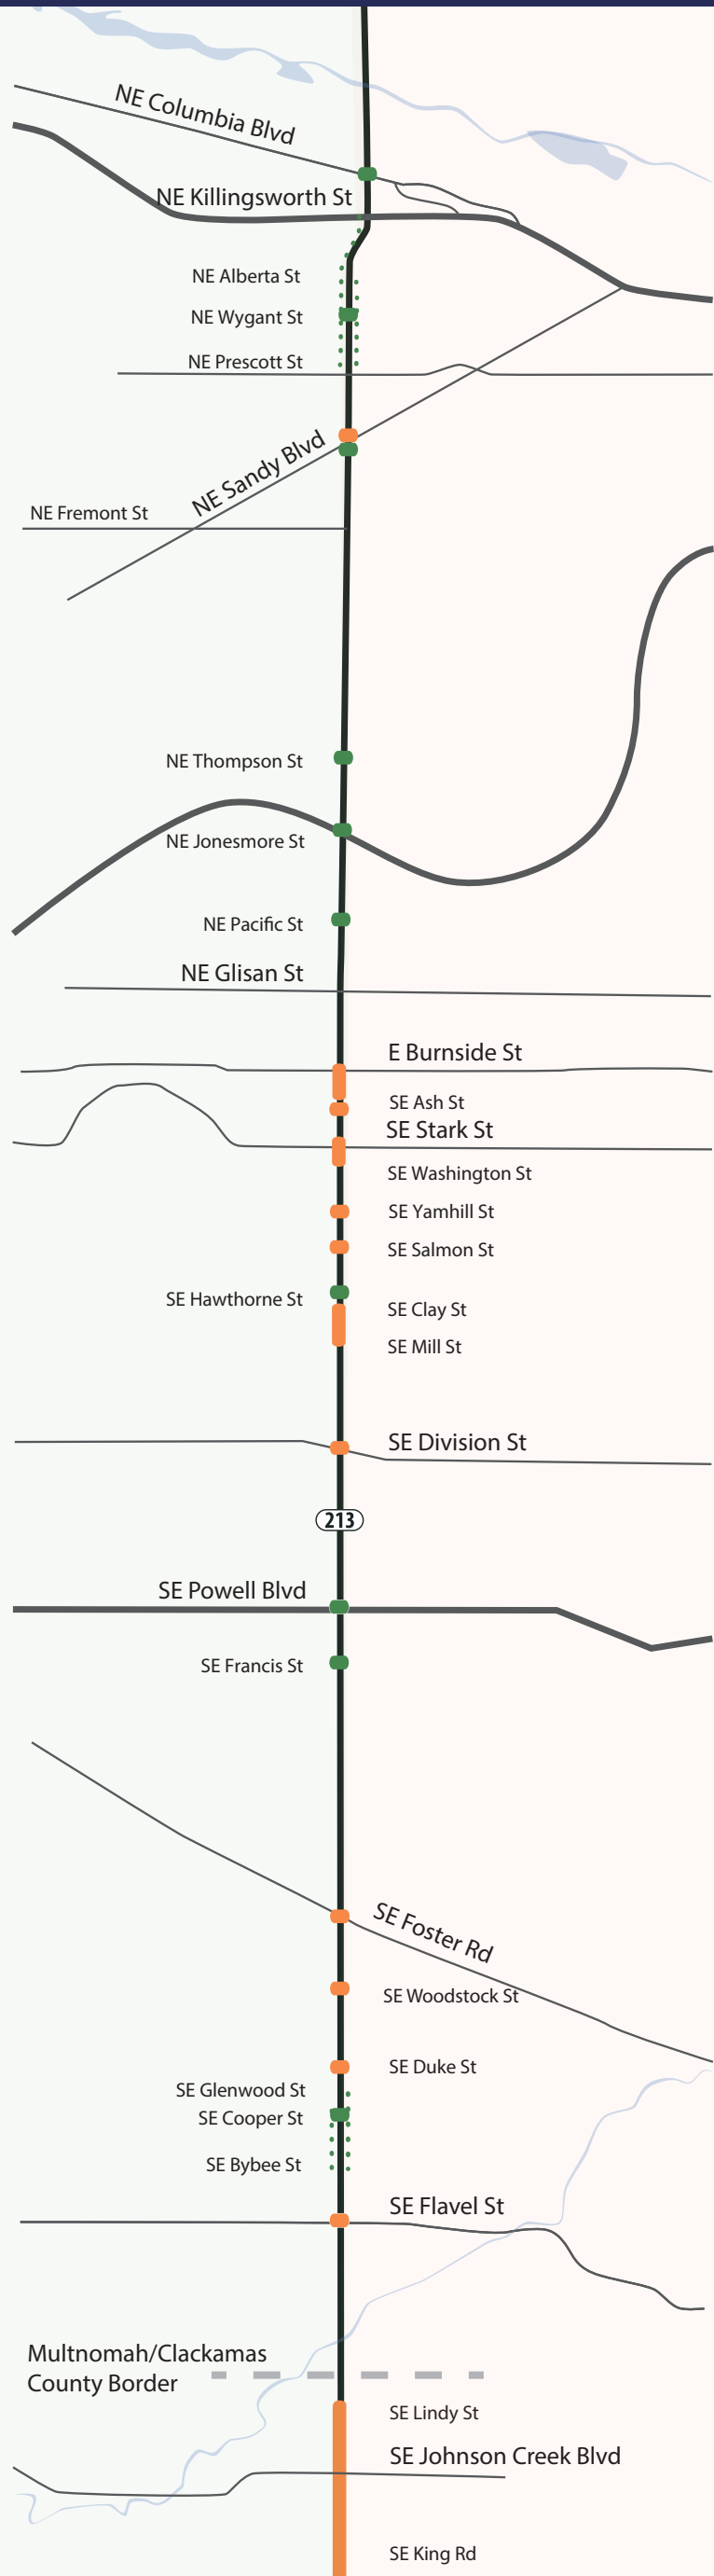 NE Columbia Blvd
NE Killingsworth St
NE Alberta St
NE Wygant St
NE Prescott St
NE Sandy Blvd
NE Fremont St
NE Thompson St
NE Jonesmore St
NE Pacific St
NE Glisan St
E Burnside St
SE Ash St
SE Stark St
SE Washington St
SE Yamhill St
SE Salmon St
SE Hawthorne St
SE Clay St
SE Mill St
SE Division St
213
SE Powell Blvd
SE Francis St
SE Foster Rd
SE Woodstock St
SE Duke St
SE Glenwood St
SE Cooper St
SE Bybee St
SE Flavel St
Multnomah/Clackamas
County Border
SE Lindy St
SE Johnson Creek Blvd
SE King Rd